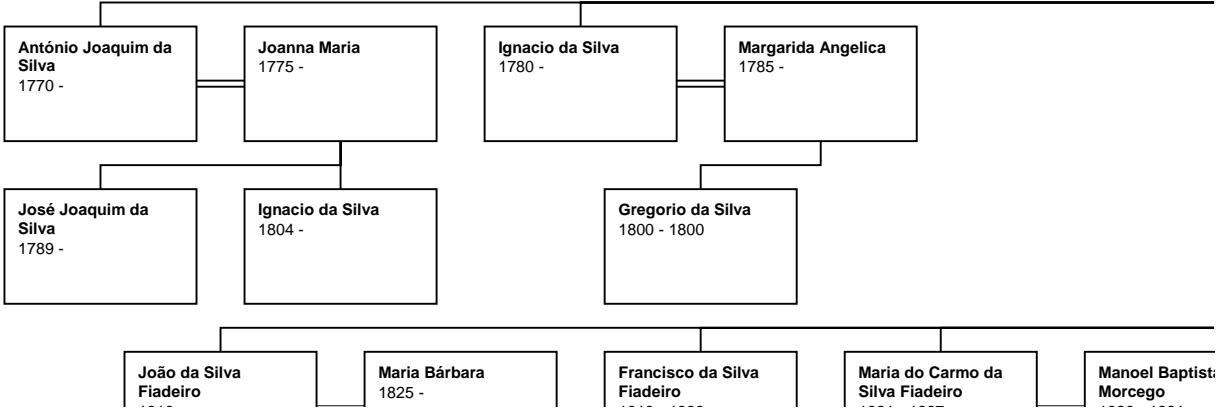 António Joaquim da
Silva
1770 -
Joanna Maria
1775 -
Ignacio da Silva
1780 -
Margarida Angelica
1785 -
José Joaquim da
Silva
1789 -
Ignacio da Silva
1804 -
Gregorio da Silva
1800 - 1800
João da Silva
Fiadeiro
Maria Bárbara
1825 -
Francisco da Silva
Fiadeiro
Maria do Carmo da
Silva Fiadeiro
Manoel Baptista
Morcego